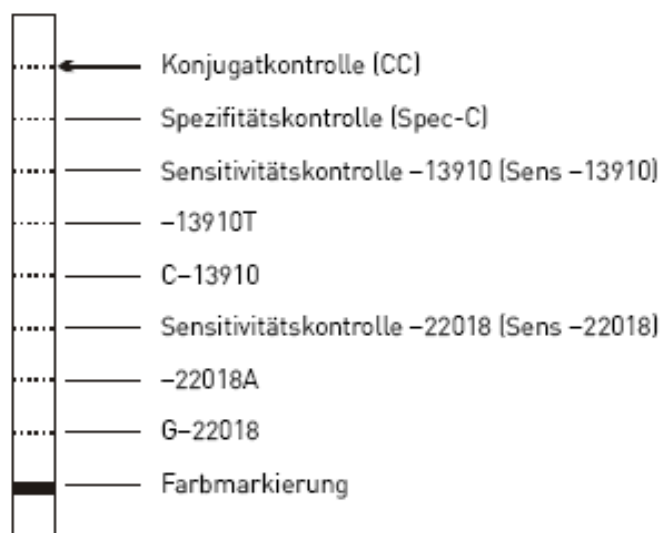 Konjugatkontrolle (CC)
Spezifitätskontrolle (Spec-C)
Sensitivitätskontrolle –13910 (Sens –13910)
–13910T
C–13910
Sensitivitätskontrolle –22018 (Sens –22018)
–22018A
G–22018
Farbmarkierung